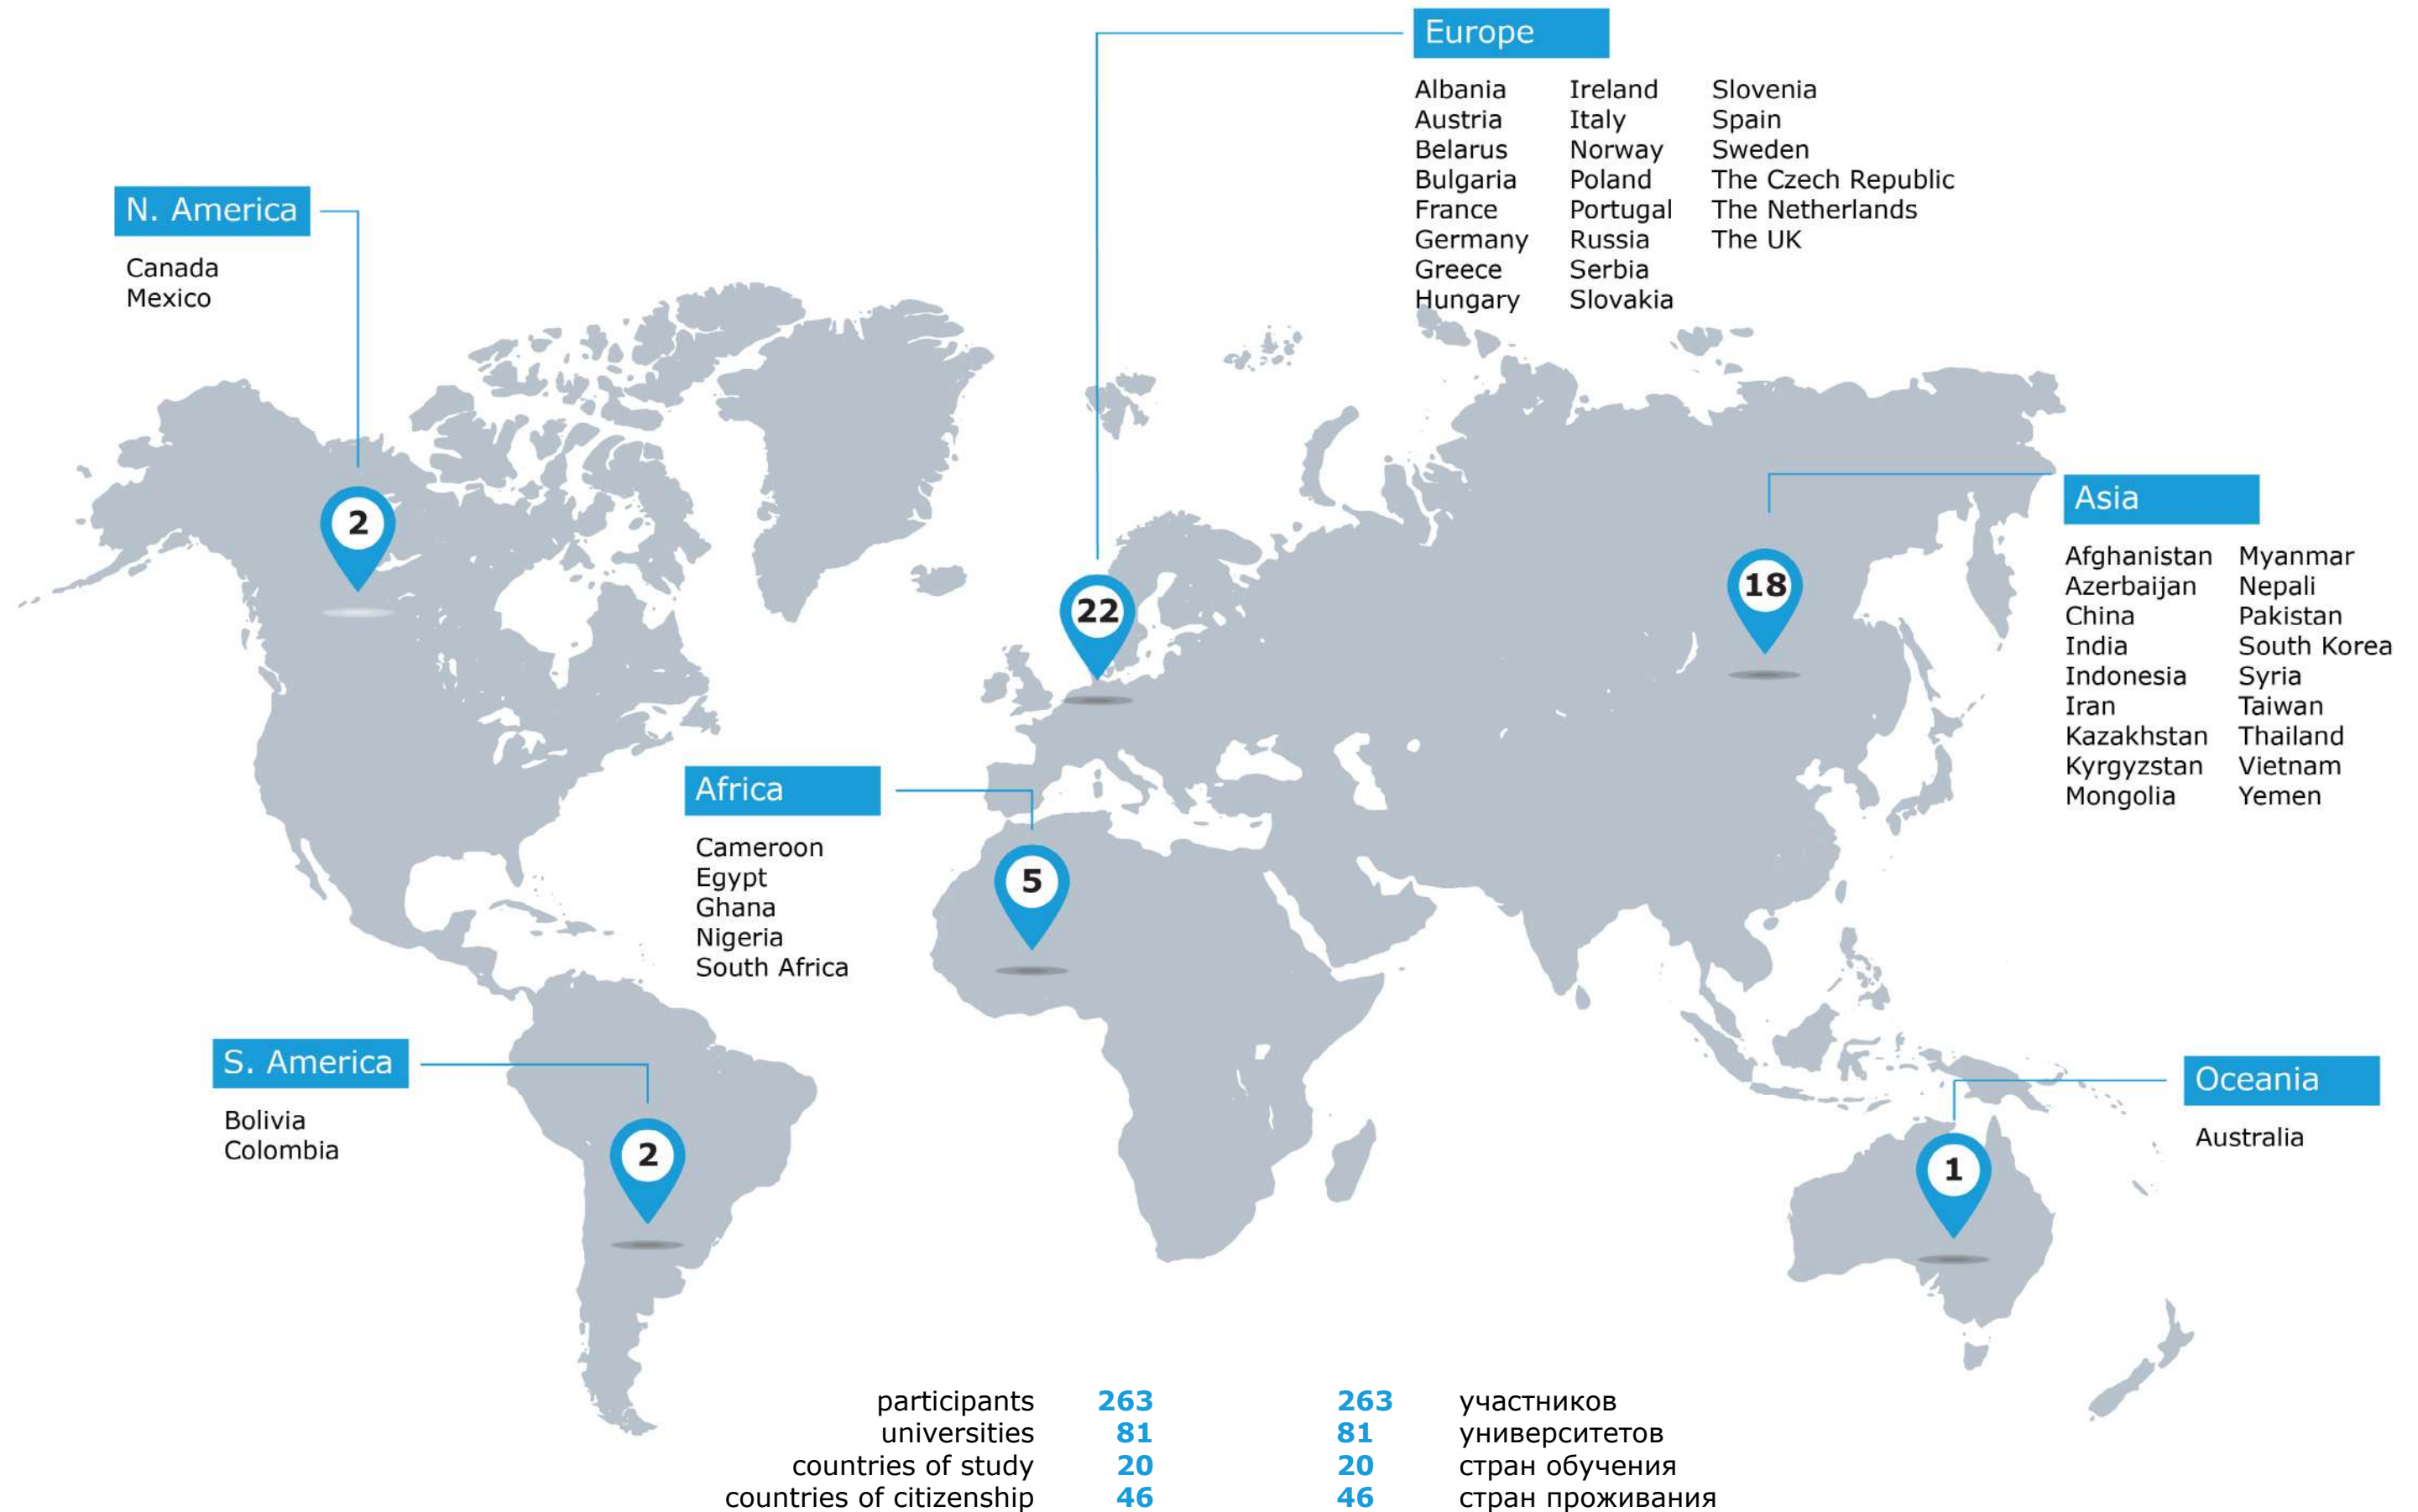 Europe
Albania
Austria
Belarus
Bulgaria
France
Germany
Greece
Hungary
Ireland
Italy
Norway
Poland
Portugal
Russia
Serbia
Slovakia
Slovenia
Spain
Sweden
The Czech Republic
The Netherlands
The UK
N. America
Canada
Mexico
2
22
18
Asia
Afghanistan
Azerbaijan
China
India
Indonesia
Iran
Kazakhstan
Kyrgyzstan
Mongolia
Myanmar
Nepali
Pakistan
South Korea
Syria
Taiwan
Thailand
Vietnam
Yemen
Africa
Cameroon
Egypt
Ghana
Nigeria
South Africa
5
S. America
Bolivia
Colombia
2
Oceania
Australia
1
participants 263 263 участников
universities 81 81 университетов
countries of study 20 20 стран обучения
countries of citizenship 46 46 стран проживания